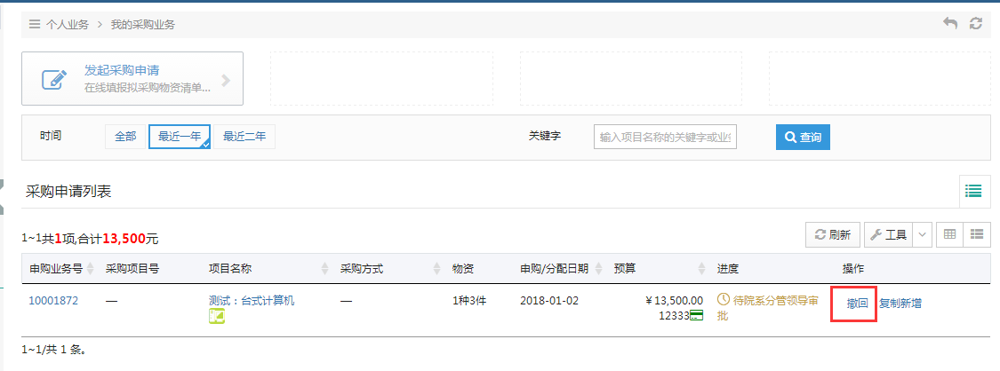 个人业务 > 我的采购业务
发起采购申请
在线填报拟采购物资清单...
时间 全部 最近一年 最近二年 关键字 输入项目名称的关键字或业 查询
采购申请列表
1~1共1项,合计13,500元 刷新 工具
申购业务号 采购项目号 项目名称 采购方式 物资 申购/分配日期 预算 进度 操作
10001872 — 测试：台式计算机 — 1种3件 2018-01-02 ¥13,500.00 待院系分管领导审 撤回 复制新增
12333 批
1~1/共 1 条。